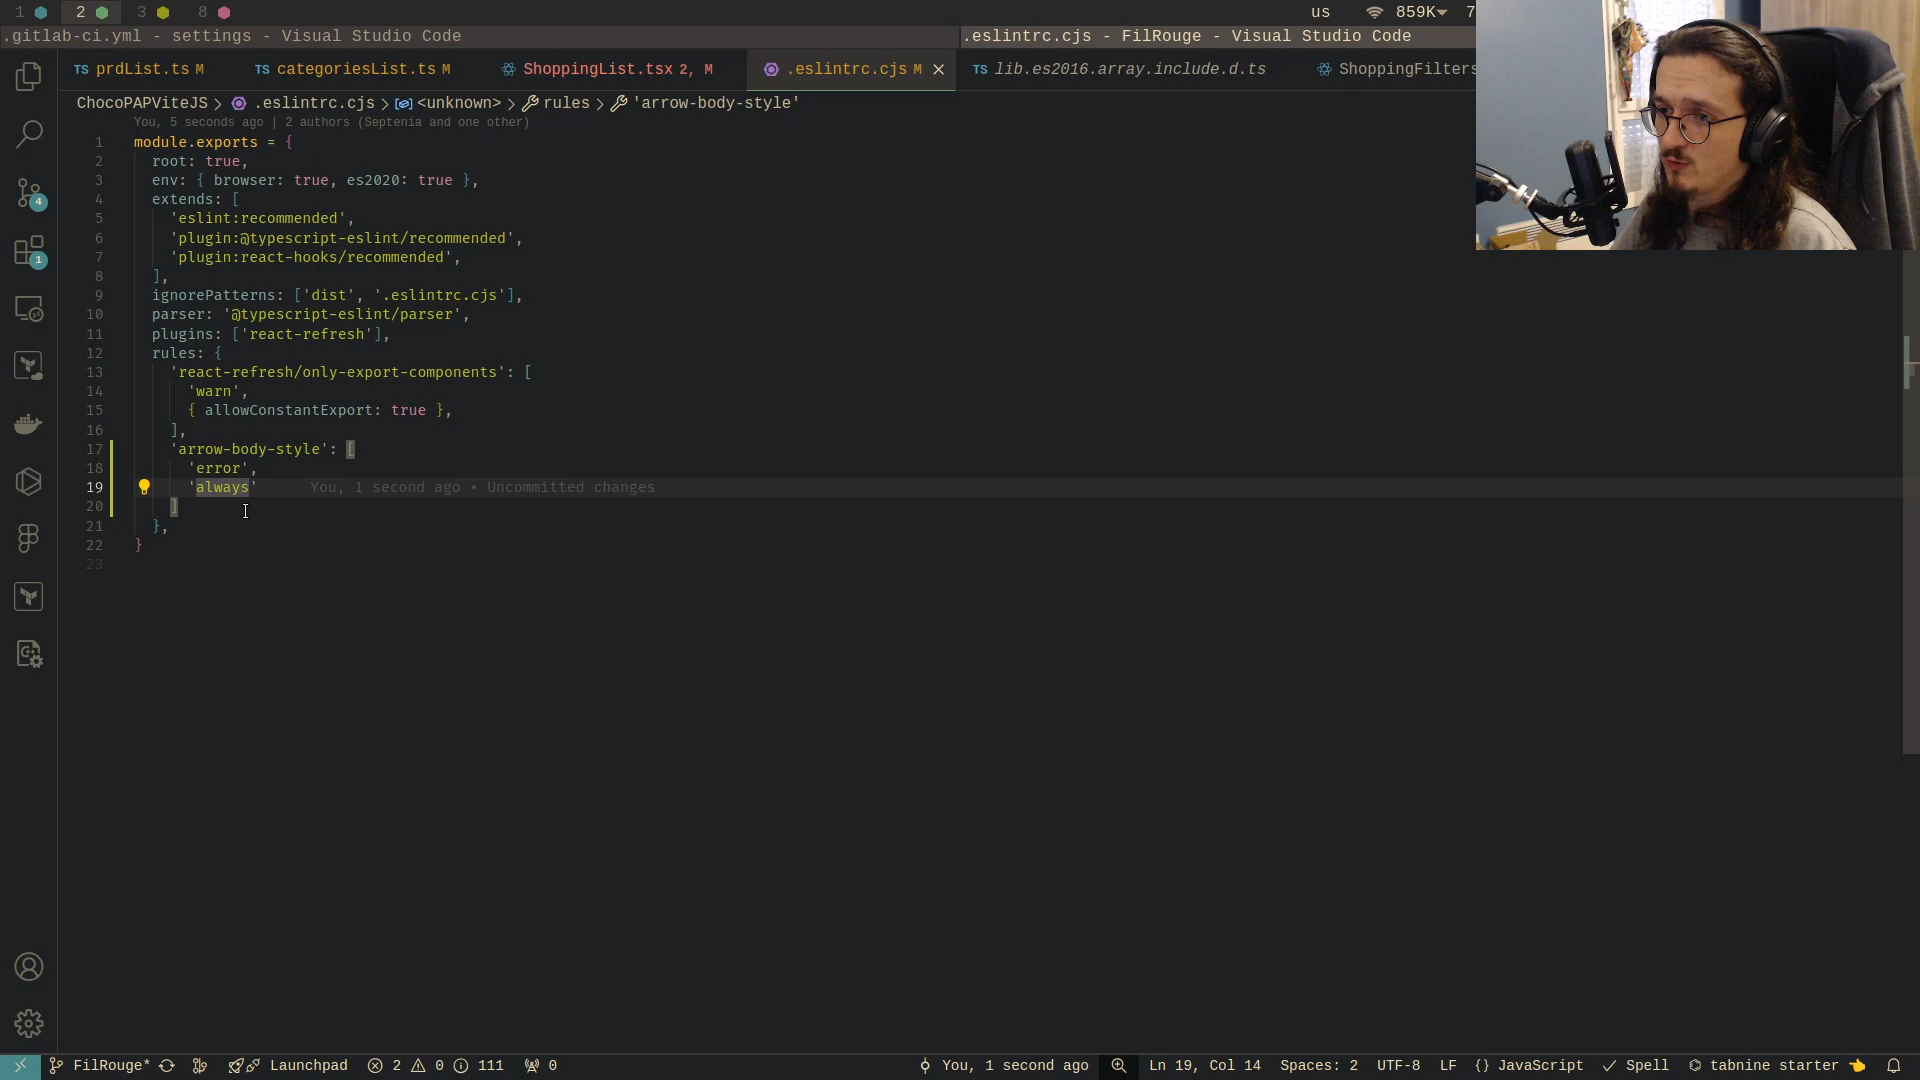 1 2 3 8 us 859K 7
.gitlab-ci.yml - settings - Visual Studio Code
.eslintrc.cjs - FilRouge - Visual Studio Code
TS prdList.ts M TS categoriesList.ts M ShoppingList.tsx 2, M .eslintrc.cjs M TS lib.es2016.array.include.d.ts ShoppingFilters
ChocoPAPViteJS > .eslintrc.cjs > <unknown> > rules > 'arrow-body-style'
You, 5 seconds ago | 2 authors (Septenia and one other)
1 module.exports = {
2 root: true,
3 env: { browser: true, es2020: true },
4 extends: [
5 'eslint:recommended',
6 'plugin:@typescript-eslint/recommended',
7 'plugin:react-hooks/recommended',
8 ],
9 ignorePatterns: ['dist', '.eslintrc.cjs'],
10 parser: '@typescript-eslint/parser',
11 plugins: ['react-refresh'],
12 rules: {
13 'react-refresh/only-export-components': [
14 'warn',
15 { allowConstantExport: true },
16 ],
17 'arrow-body-style': [
18 'error',
19 'always' You, 1 second ago • Uncommitted changes
20 ]
21 },
22 }
23
4
1
FilRouge* Launchpad 2 0 111 0 You, 1 second ago Ln 19, Col 14 Spaces: 2 UTF-8 LF {} JavaScript Spell tabnine starter